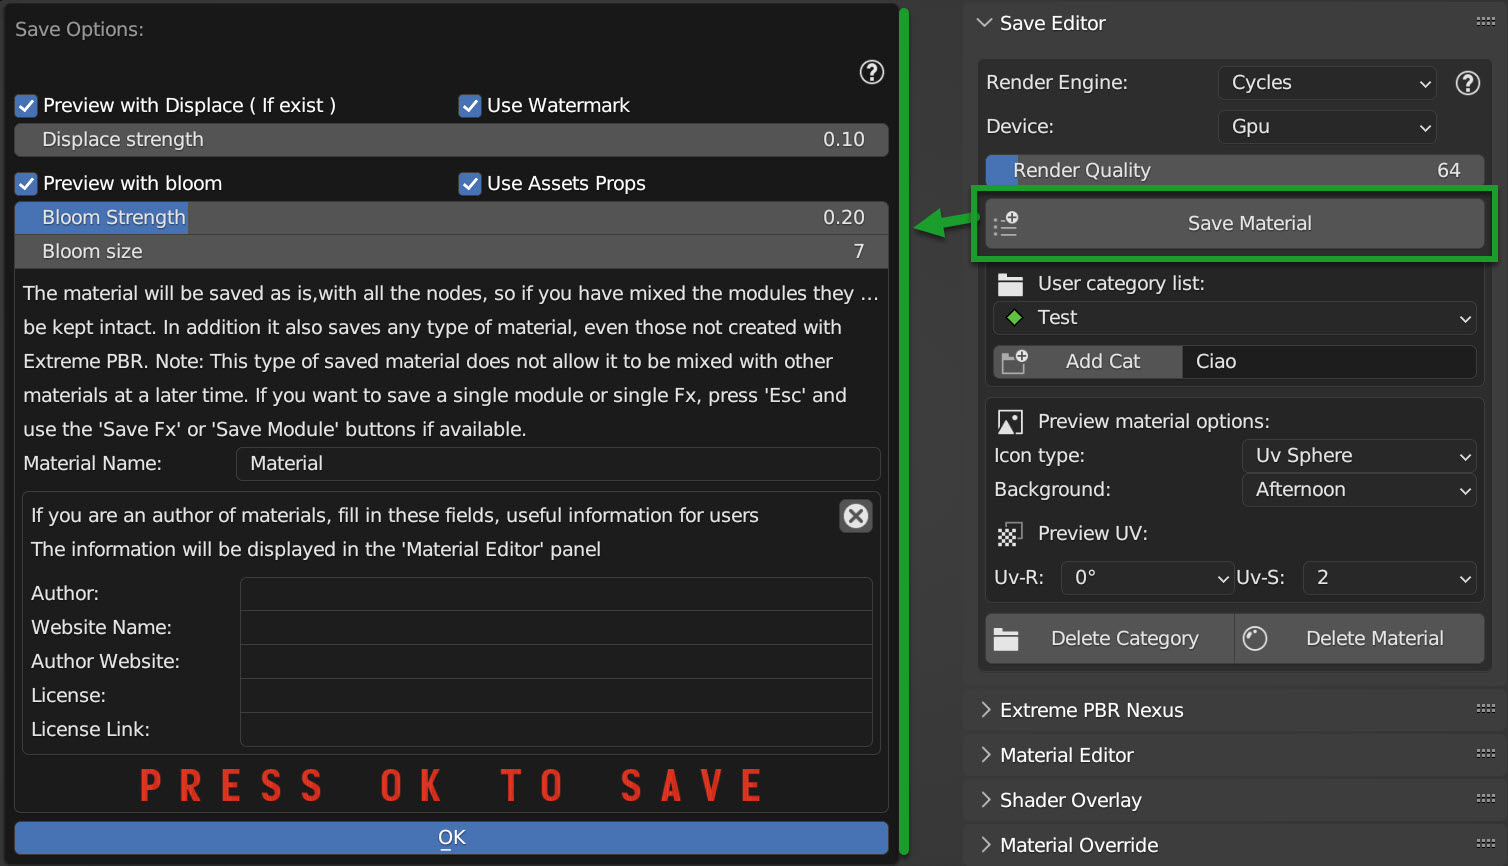 Save Options:
Preview with Displace ( If exist )
Use Watermark
Displace strength 0.10
Preview with bloom
Use Assets Props
Bloom Strength 0.20
Bloom size 7
The material will be saved as is,with all the nodes, so if you have mixed the modules they ...
be kept intact. In addition it also saves any type of material, even those not created with
Extreme PBR. Note: This type of saved material does not allow it to be mixed with other
materials at a later time. If you want to save a single module or single Fx, press 'Esc' and
use the 'Save Fx' or 'Save Module' buttons if available.
Material Name: Material
If you are an author of materials, fill in these fields, useful information for users
The information will be displayed in the 'Material Editor' panel
Author:
Website Name:
Author Website:
License:
License Link:
PRESS OK TO SAVE
OK
Save Editor
Render Engine: Cycles
Device: Gpu
Render Quality 64
Save Material
User category list:
Test
Add Cat Ciao
Preview material options:
Icon type: Uv Sphere
Background: Afternoon
Preview UV:
Uv-R: 0° Uv-S: 2
Delete Category Delete Material
Extreme PBR Nexus
Material Editor
Shader Overlay
Material Override